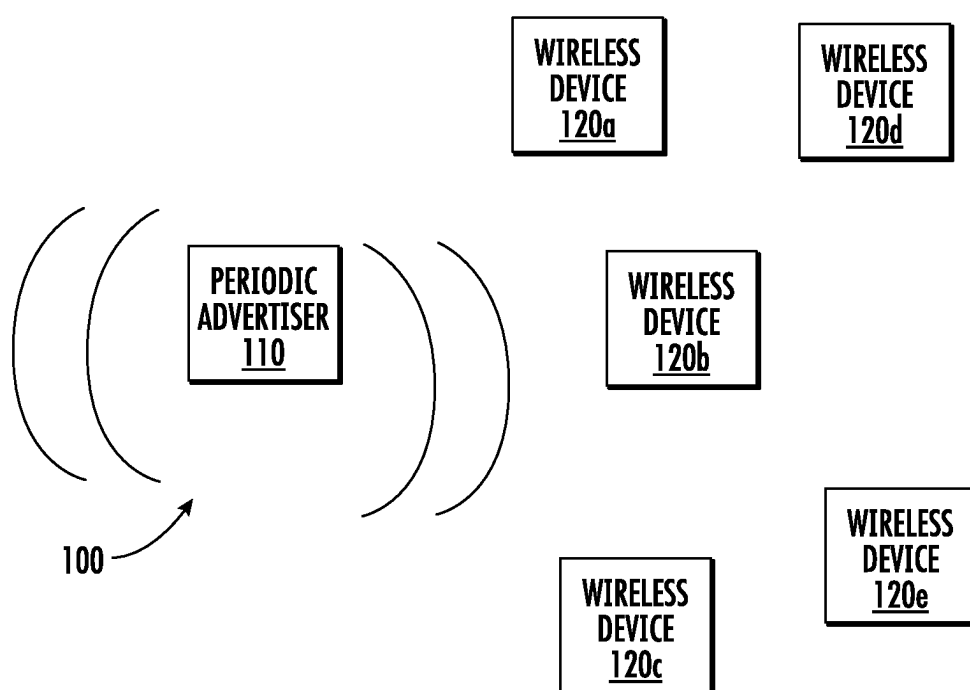 WIRELESS
DEVICE
120a
WIRELESS
DEVICE
120d
PERIODIC
ADVERTISER
110
WIRELESS
DEVICE
120b
100
WIRELESS
DEVICE
120e
WIRELESS
DEVICE
120c